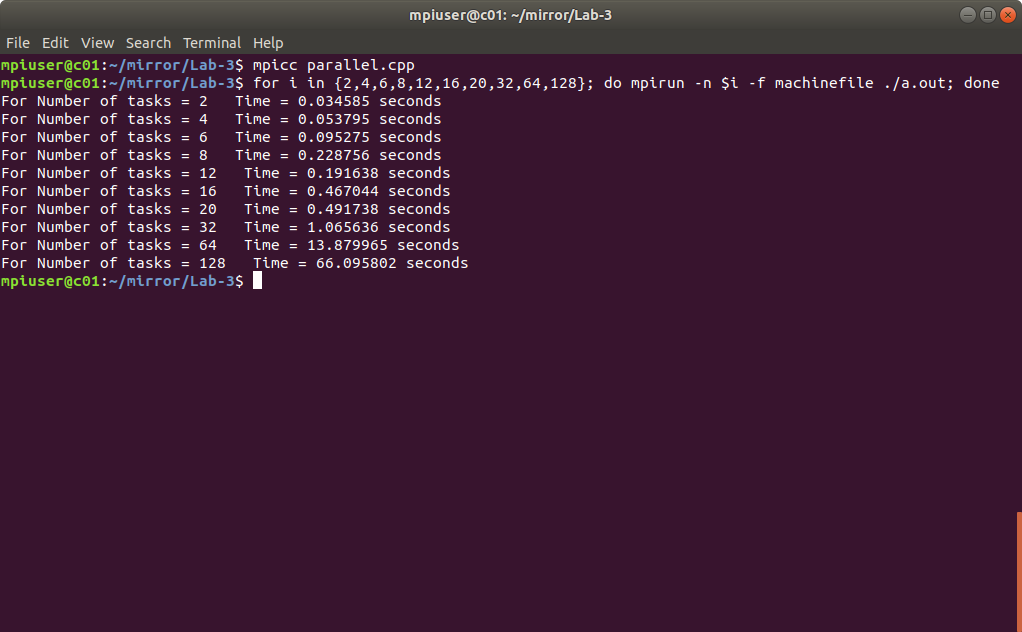 mpiuser@c01: ~/mirror/Lab-3
File Edit View Search Terminal Help
mpiuser@c01:~/mirror/Lab-3$ mpicc parallel.cpp
mpiuser@c01:~/mirror/Lab-3$ for i in {2,4,6,8,12,16,20,32,64,128}; do mpirun -n $i -f machinefile ./a.out; done
For Number of tasks = 2   Time = 0.034585 seconds
For Number of tasks = 4   Time = 0.053795 seconds
For Number of tasks = 6   Time = 0.095275 seconds
For Number of tasks = 8   Time = 0.228756 seconds
For Number of tasks = 12   Time = 0.191638 seconds
For Number of tasks = 16   Time = 0.467044 seconds
For Number of tasks = 20   Time = 0.491738 seconds
For Number of tasks = 32   Time = 1.065636 seconds
For Number of tasks = 64   Time = 13.879965 seconds
For Number of tasks = 128   Time = 66.095802 seconds
mpiuser@c01:~/mirror/Lab-3$